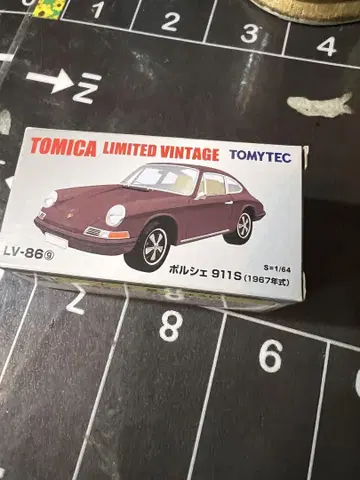 2
3
4
N
TOMICA LIMITED VINTAGE TOMYTEC
LV-86⑨
S=1/64
ポルシェ 911S (1967年式)
2
8
6